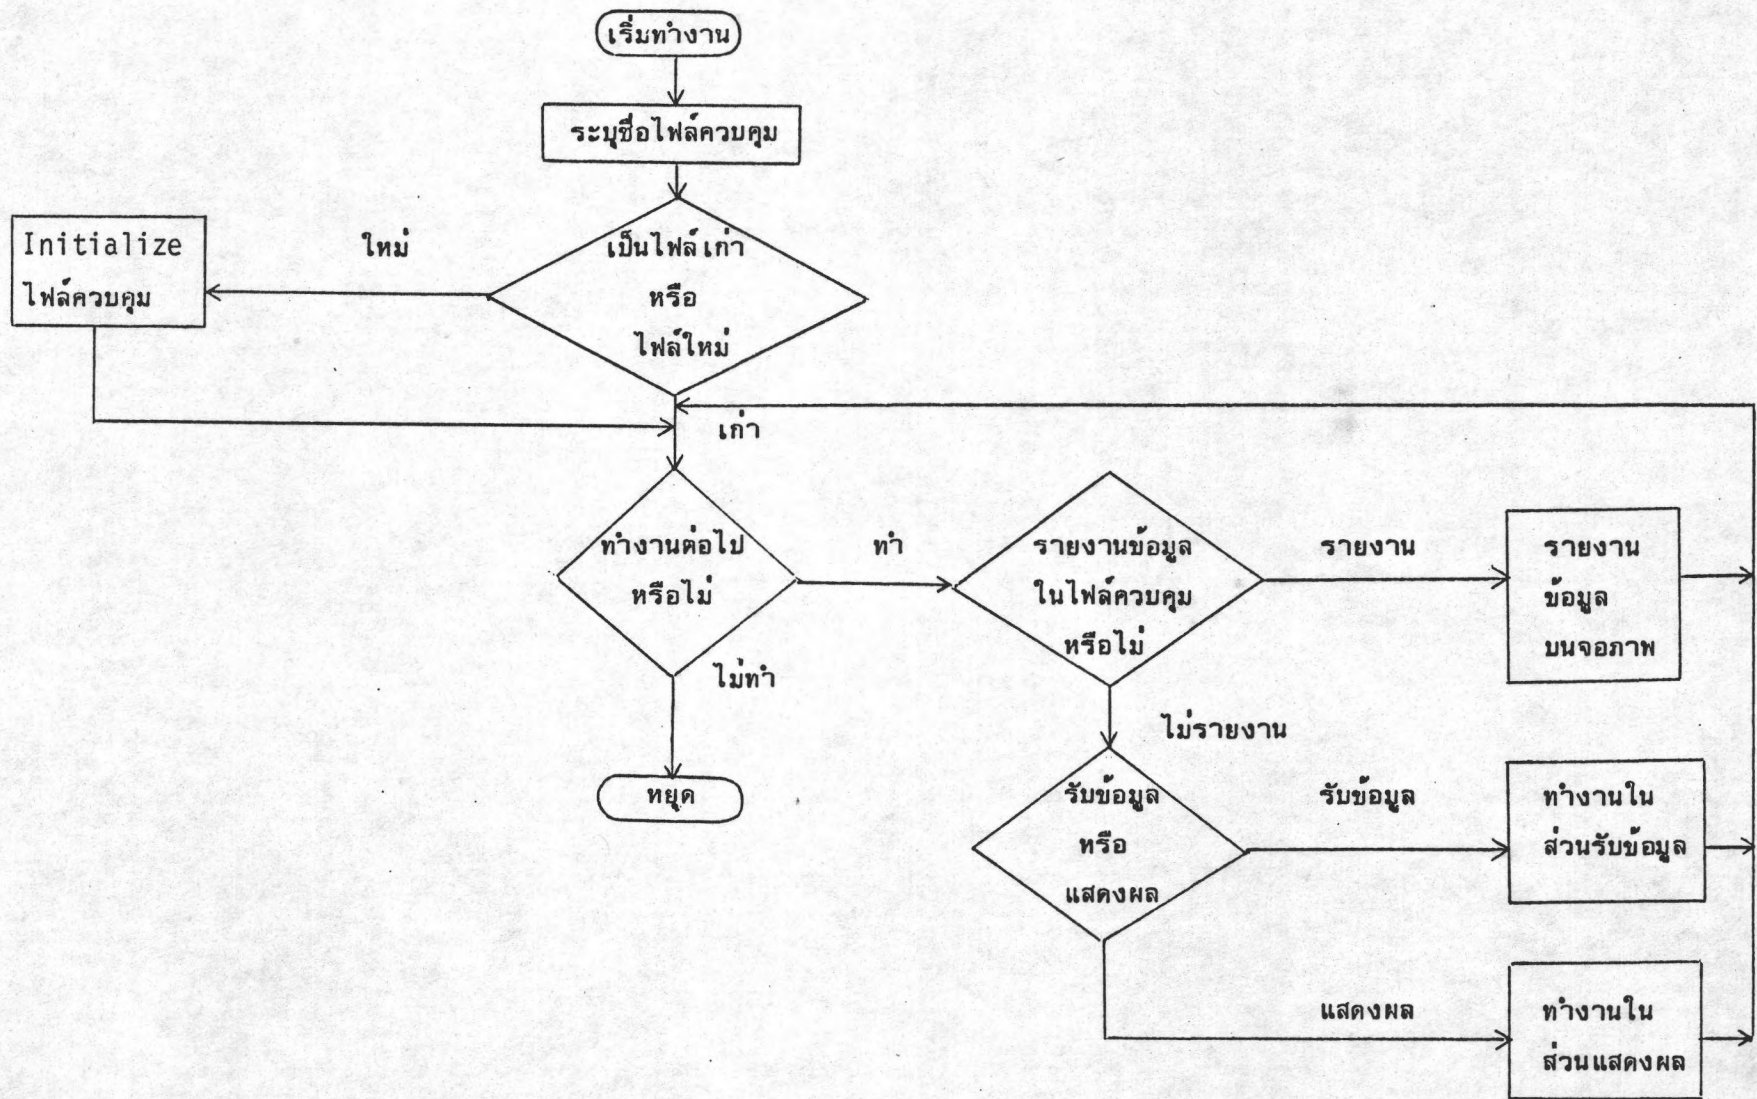 เริ่มทำงาน
ระบุชื่อไฟล์ควบคุม
เป็นไฟล์เก่า
หรือ
ไฟล์ใหม่
ใหม่
Initialize
ไฟล์ควบคุม
เก่า
ทำงานต่อไป
หรือไม่
ทำ
รายงานข้อมูล
ในไฟล์ควบคุม
หรือไม่
รายงาน
รายงาน
ข้อมูล
บนจอภาพ
ไม่ทำ
หยุด
ไม่รายงาน
รับข้อมูล
หรือ
แสดงผล
รับข้อมูล
ทำงานใน
ส่วนรับข้อมูล
แสดงผล
ทำงานใน
ส่วนแสดงผล